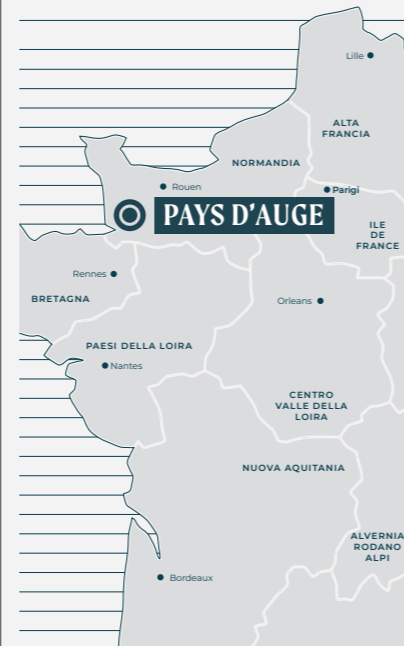 Lille
ALTA
FRANCIA
NORMANDIA
Rouen
Parigi
PAYS D'AUGE
ILE
DE
FRANCE
Rennes
BRETAGNA
Orleans
PAESI DELLA LOIRA
Nantes
CENTRO
VALLE DELLA
LOIRA
NUOVA AQUITANIA
ALVERNIA
RODANO
ALPI
Bordeaux